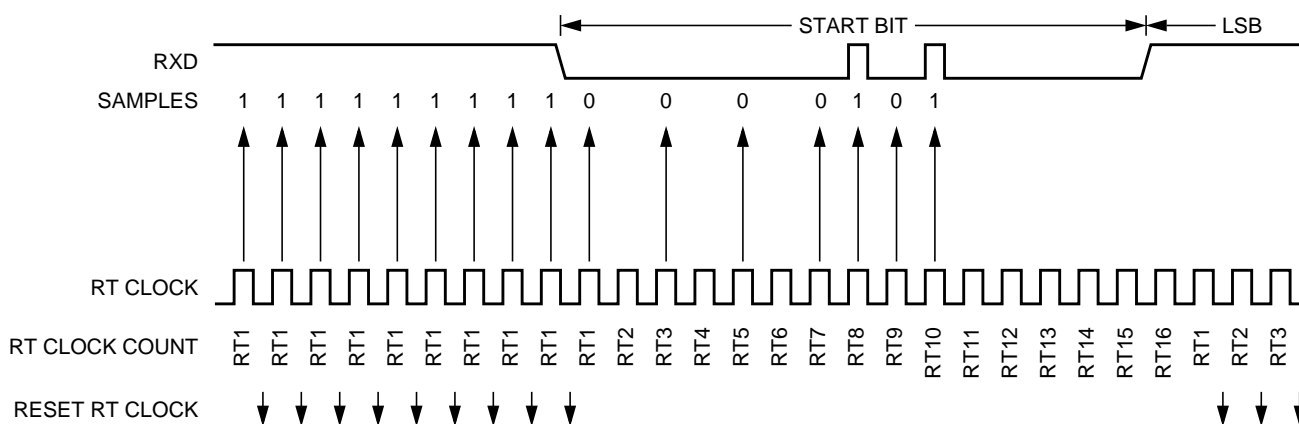 START BIT LSB
RXD
SAMPLES 1 1 1 1 1 1 1 1 1 0 0 0 0 1 0 1
RT CLOCK
RT CLOCK COUNT RT1 RT1 RT1 RT1 RT1 RT1 RT1 RT1 RT1 RT1 RT2 RT3 RT4 RT5 RT6 RT7 RT8 RT9 RT10 RT11 RT12 RT13 RT14 RT15 RT16 RT1 RT2 RT3
RESET RT CLOCK